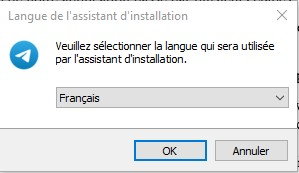 Langue de l'assistant d'installation
Veuillez sélectionner la langue qui sera utilisée
par l'assistant d'installation.
Français
OK
Annuler